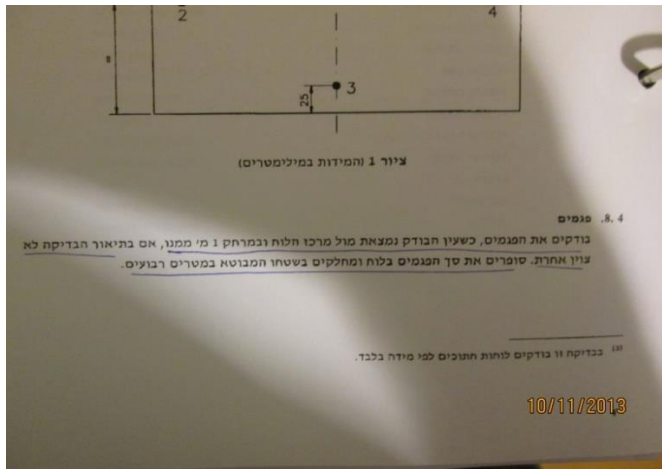 2
4
3
25
ציור 1 (המידות במילימטרים)
8.4. פגמים
בודקים את הפגמים, כשעין הבודק נמצאת מול מרכז הלוח ובמרחק 1 מ' ממנו, אם בתיאור הבדיקה לא
צוין אחרת. סופרים את סך הפגמים בלוח ומחלקים בשטחו המבוטא במטרים רבועים.
בבדיקה זו בודקים לוחות חתוכים לפי מידה בלבד.
10/11/2013